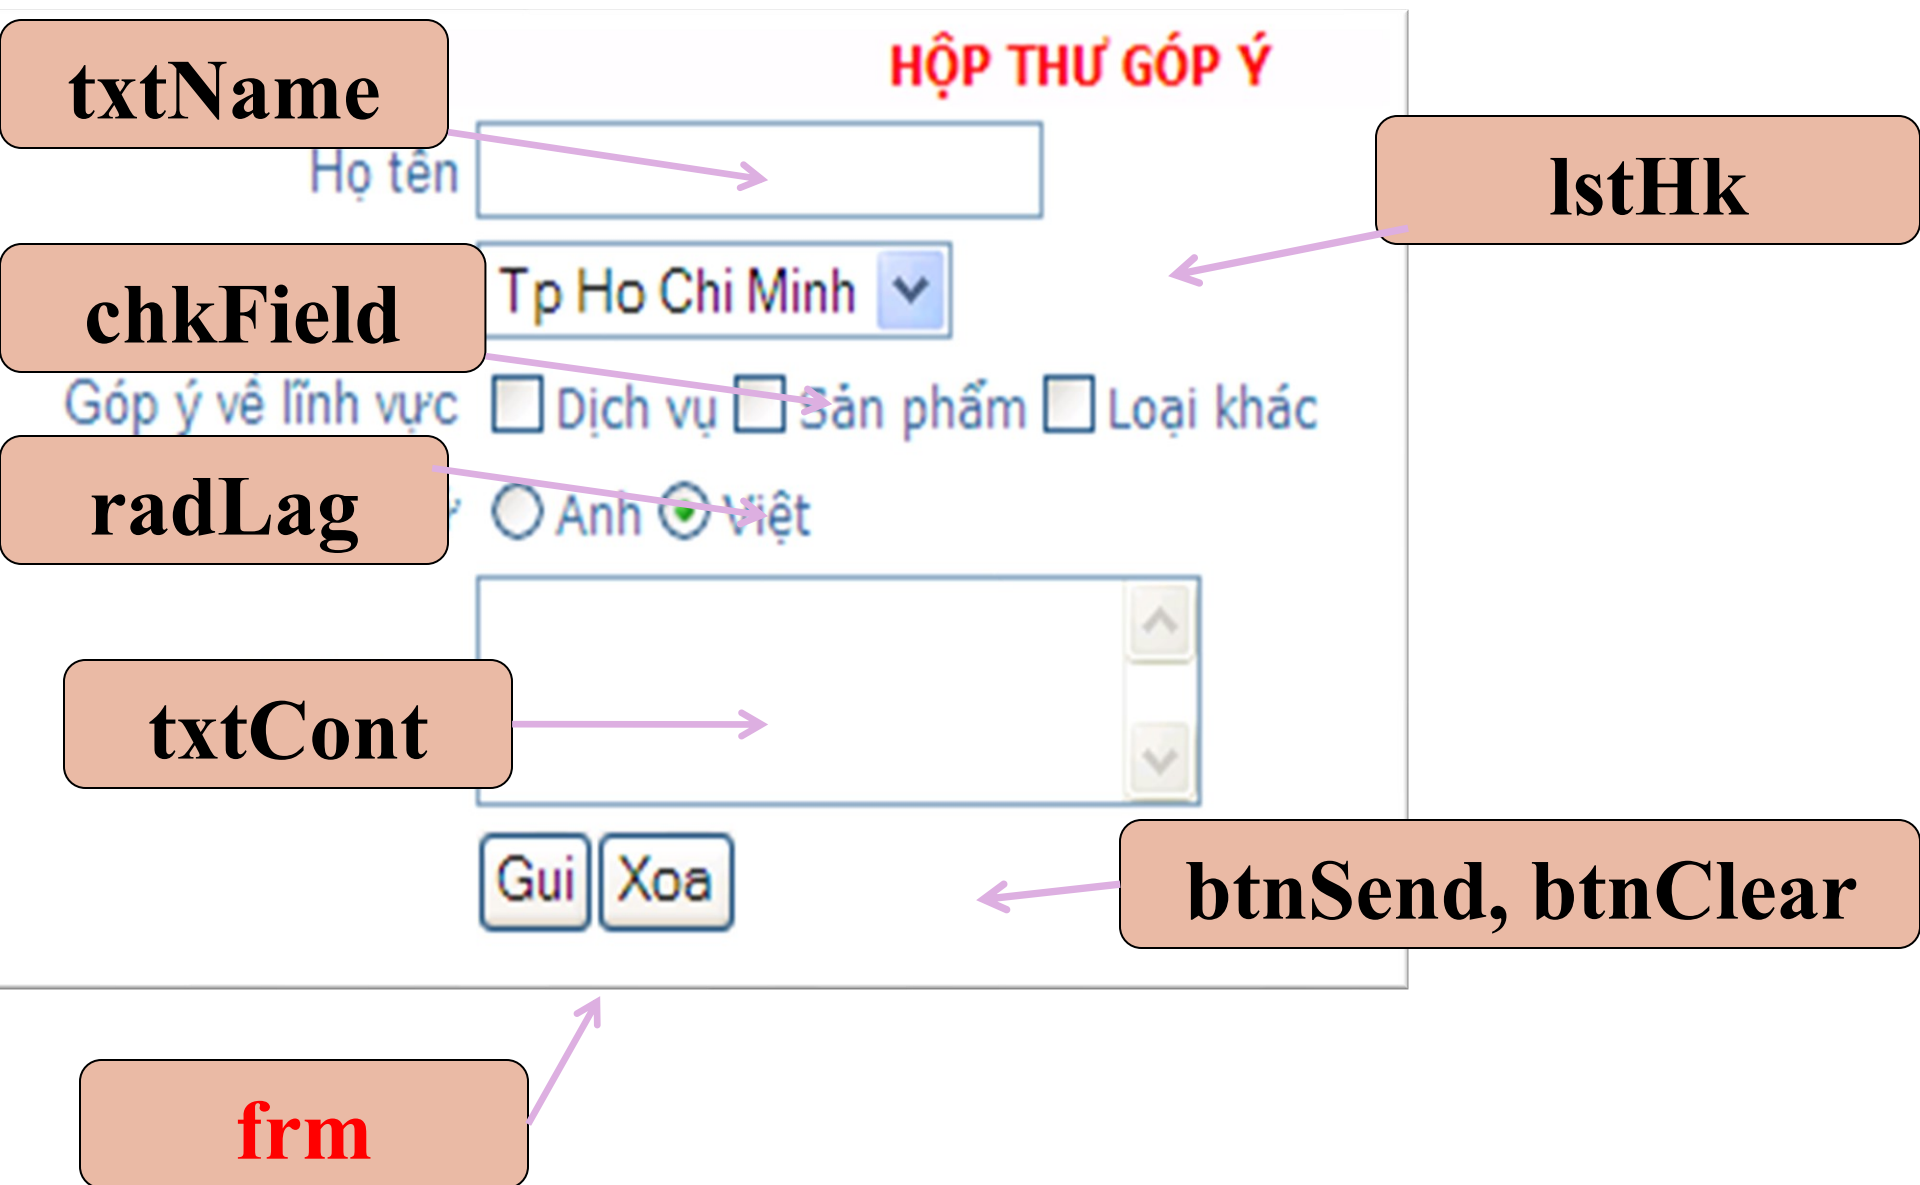 HỘP THƯ GÓP Ý
txtName
Họ tên
lstHk
chkField
Tp Ho Chi Minh
Góp ý về lĩnh vực Dịch vụ Sản phẩm Loại khác
radLag
Anh Việt
txtCont
Gui Xoa
btnSend, btnClear
frm